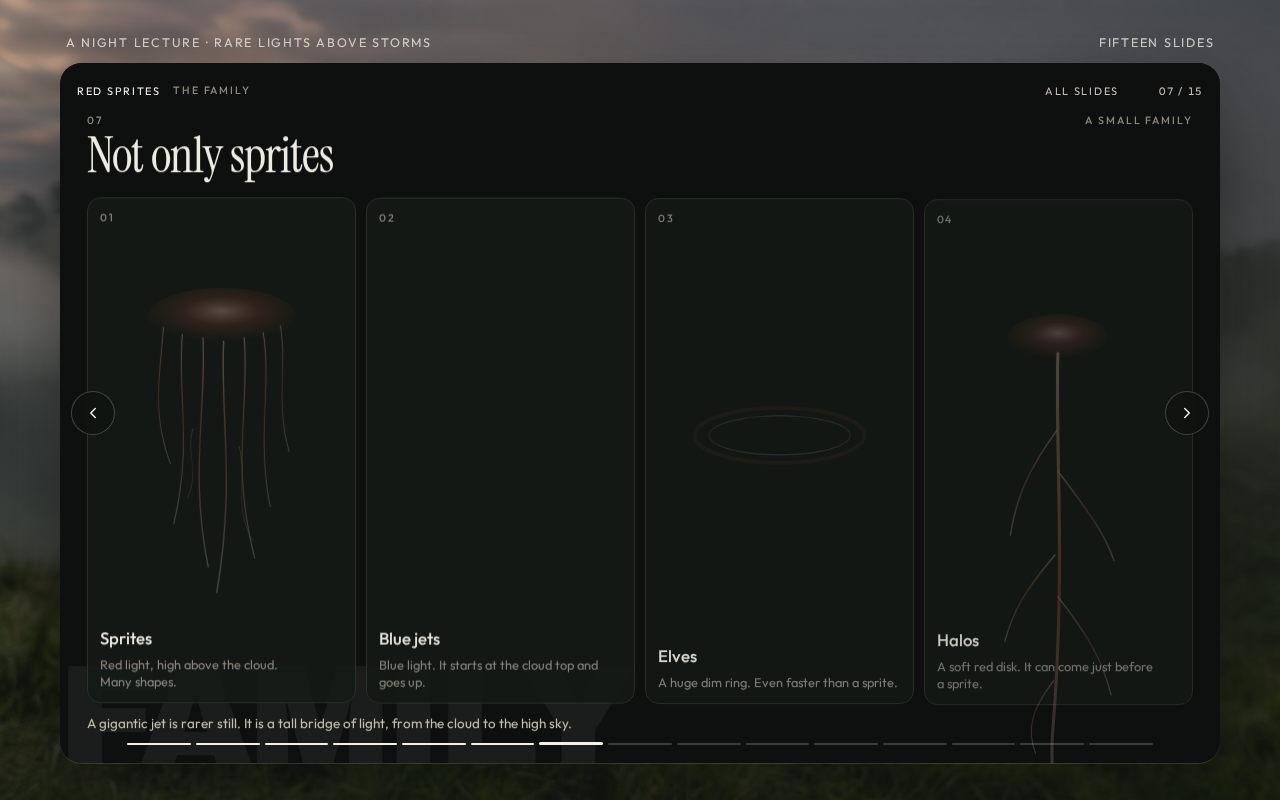 A NIGHT LECTURE · RARE LIGHTS ABOVE STORMS
FIFTEEN SLIDES
RED SPRITES THE FAMILY
ALL SLIDES 07 / 15
07
A SMALL FAMILY
Not only sprites
01
Sprites
Red light, high above the cloud.
Many shapes.
02
Blue jets
Blue light. It starts at the cloud top and
goes up.
03
Elves
A huge dim ring. Even faster than a sprite.
04
Halos
A soft red disk. It can come just before
a sprite.
A gigantic jet is rarer still. It is a tall bridge of light, from the cloud to the high sky.
FAMILY